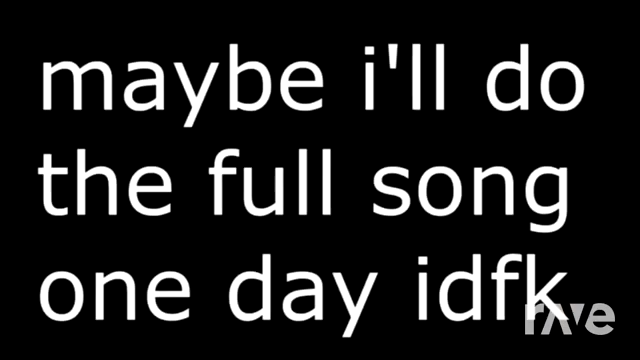 maybe i'll do
the full song
one day idfk
rave